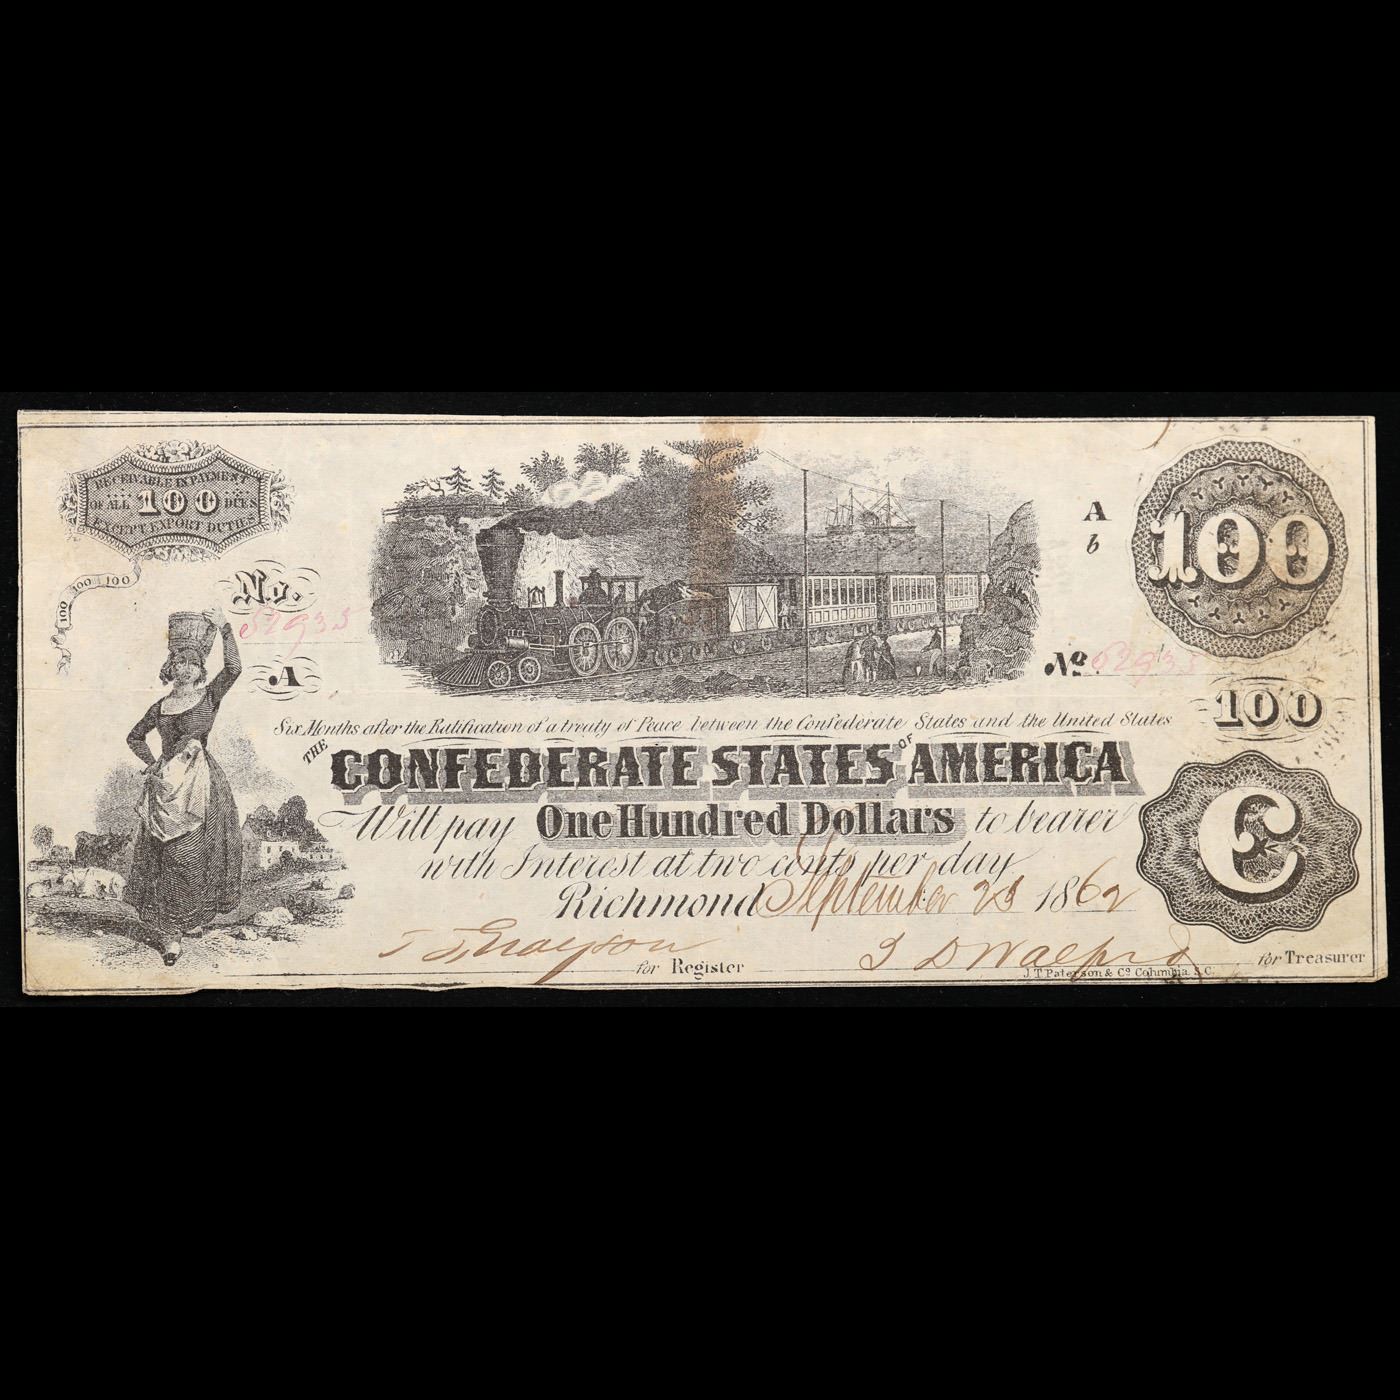 RECEIVABLE IN PAYMENT
OF ALL 100 DUES
EXCEPT EXPORT DUTIES
100 100 100
No.
A
A
b
100
No.
100
Six Months after the Ratification of a treaty of Peace between the Confederate States and the United States
THE CONFEDERATE STATES OF AMERICA
Will pay One Hundred Dollars to bearer
with Interest at two cents per day
C
Richmond September 23 1862
for Register
for Treasurer
J.T. Paterson & Co Columbia. S.C.